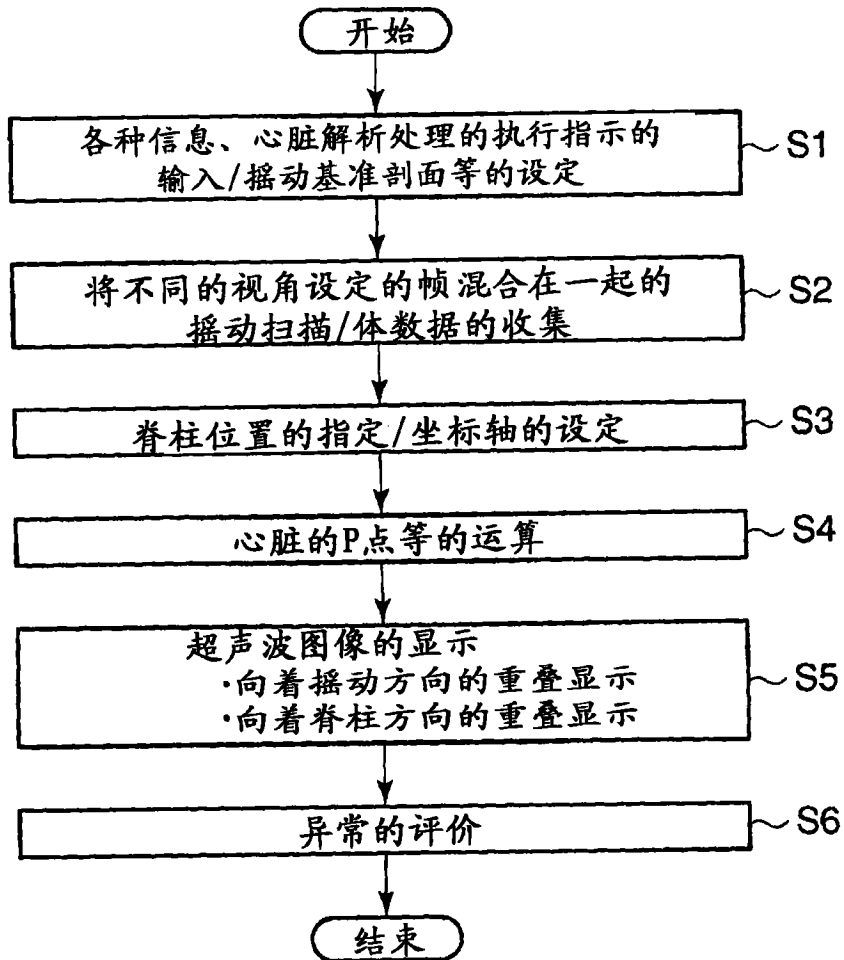 开始
各种信息、心脏解析处理的执行指示的
输入/摇动基准剖面等的设定
S1
将不同的视角设定的帧混合在一起的
摇动扫描/体数据的收集
S2
脊柱位置的指定/坐标轴的设定
S3
心脏的P点等的运算
S4
超声波图像的显示
·向着摇动方向的重叠显示
·向着脊柱方向的重叠显示
S5
异常的评价
S6
结束